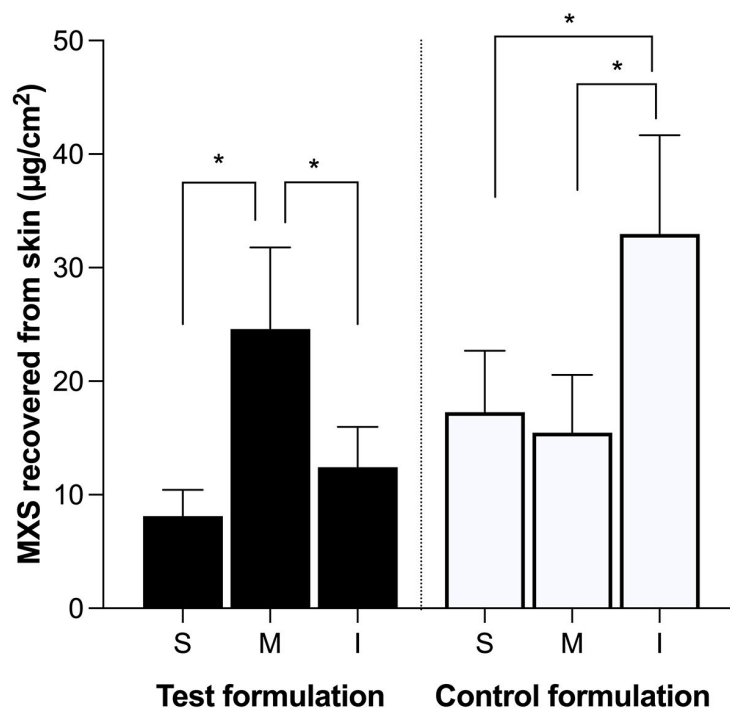 MXS recovered from skin (µg/cm²)
50
40
30
20
10
0
* * * *
S M I S M I
Test formulation Control formulation